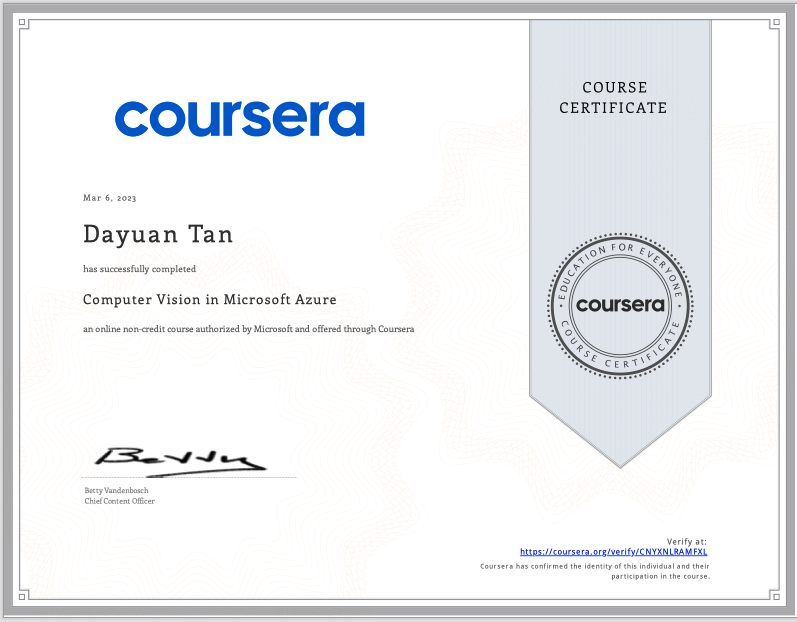 coursera
COURSE
CERTIFICATE
Mar 6, 2023
Dayuan Tan
has successfully completed
Computer Vision in Microsoft Azure
an online non-credit course authorized by Microsoft and offered through Coursera
EDUCATION FOR EVERYONE
coursera
COURSE CERTIFICATE
Betty
Betty Vandenbosch
Chief Content Officer
Verify at:
https://coursera.org/verify/CNYXNLRAMFXL
Coursera has confirmed the identity of this individual and their
participation in the course.